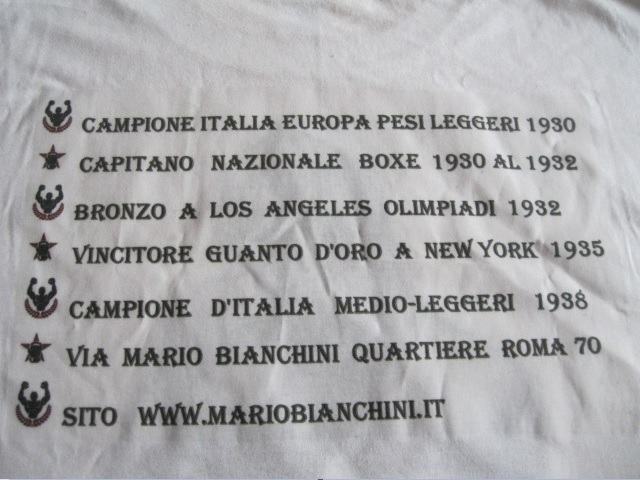 CAMPIONE ITALIA EUROPA PESI LEGGERI 1930
CAPITANO NAZIONALE BOXE 1930 AL 1932
BRONZO A LOS ANGELES OLIMPIADI 1932
VINCITORE GUANTO D'ORO A NEW YORK 1935
CAMPIONE D'ITALIA MEDIO-LEGGERI 1938
VIA MARIO BIANCHINI QUARTIERE ROMA 70
SITO WWW.MARIOBIANCHINI.IT